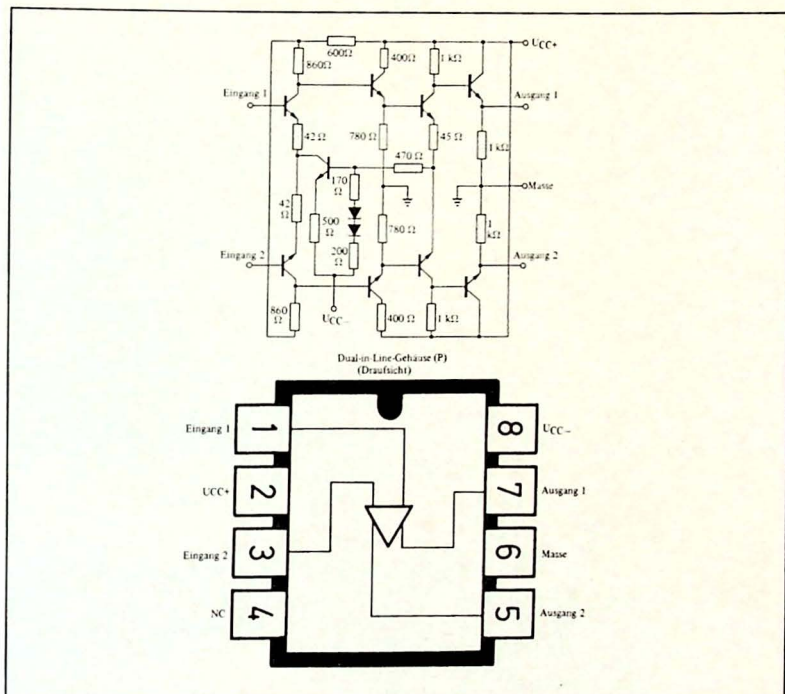 UCC+
600Ω
860Ω
400Ω
1 kΩ
Eingang 1
Ausgang 1
42 Ω
780 Ω
45 Ω
1 kΩ
470 Ω
170
Ω
Masse
42
Ω
500
Ω
780 Ω
1
kΩ
200
Ω
Eingang 2
Ausgang 2
860
Ω
UCC−
400 Ω
1 kΩ
Dual-in-Line-Gehäuse (P)
(Draufsicht)
Eingang 1
1
8
UCC−
UCC+
2
7
Ausgang 1
Eingang 2
3
6
Masse
NC
4
5
Ausgang 2